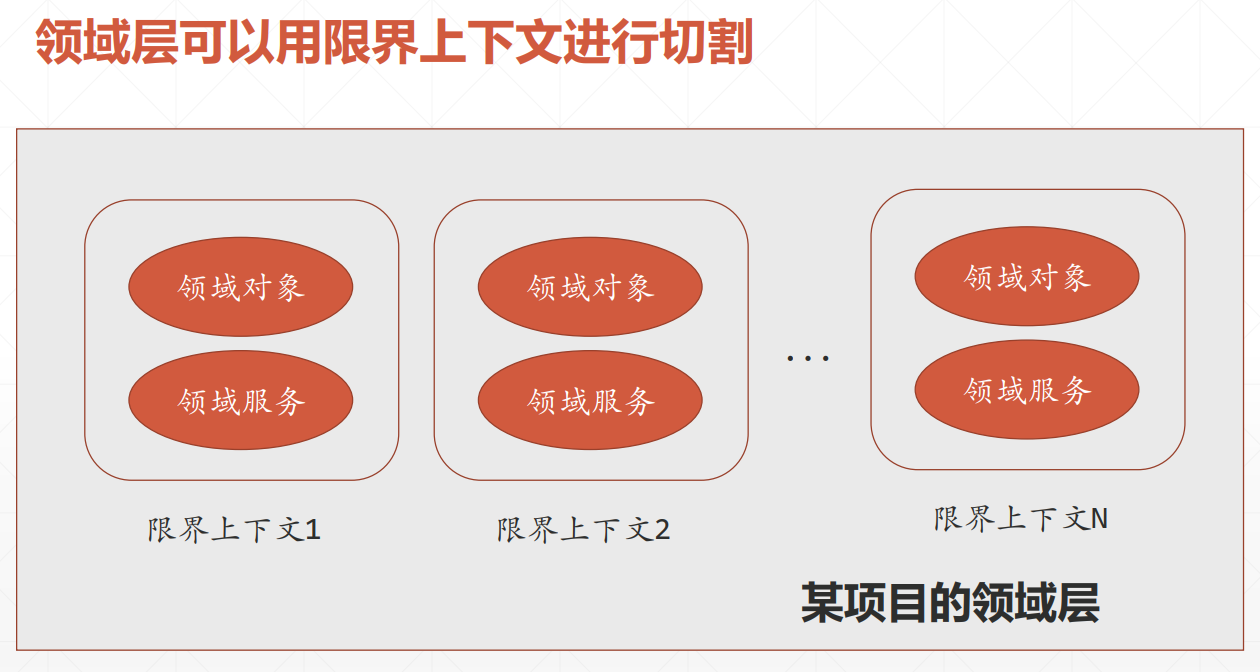 领域层可以用限界上下文进行切割
领域对象
领域服务
限界上下文1
领域对象
领域服务
限界上下文2
...
领域对象
领域服务
限界上下文N
某项目的领域层